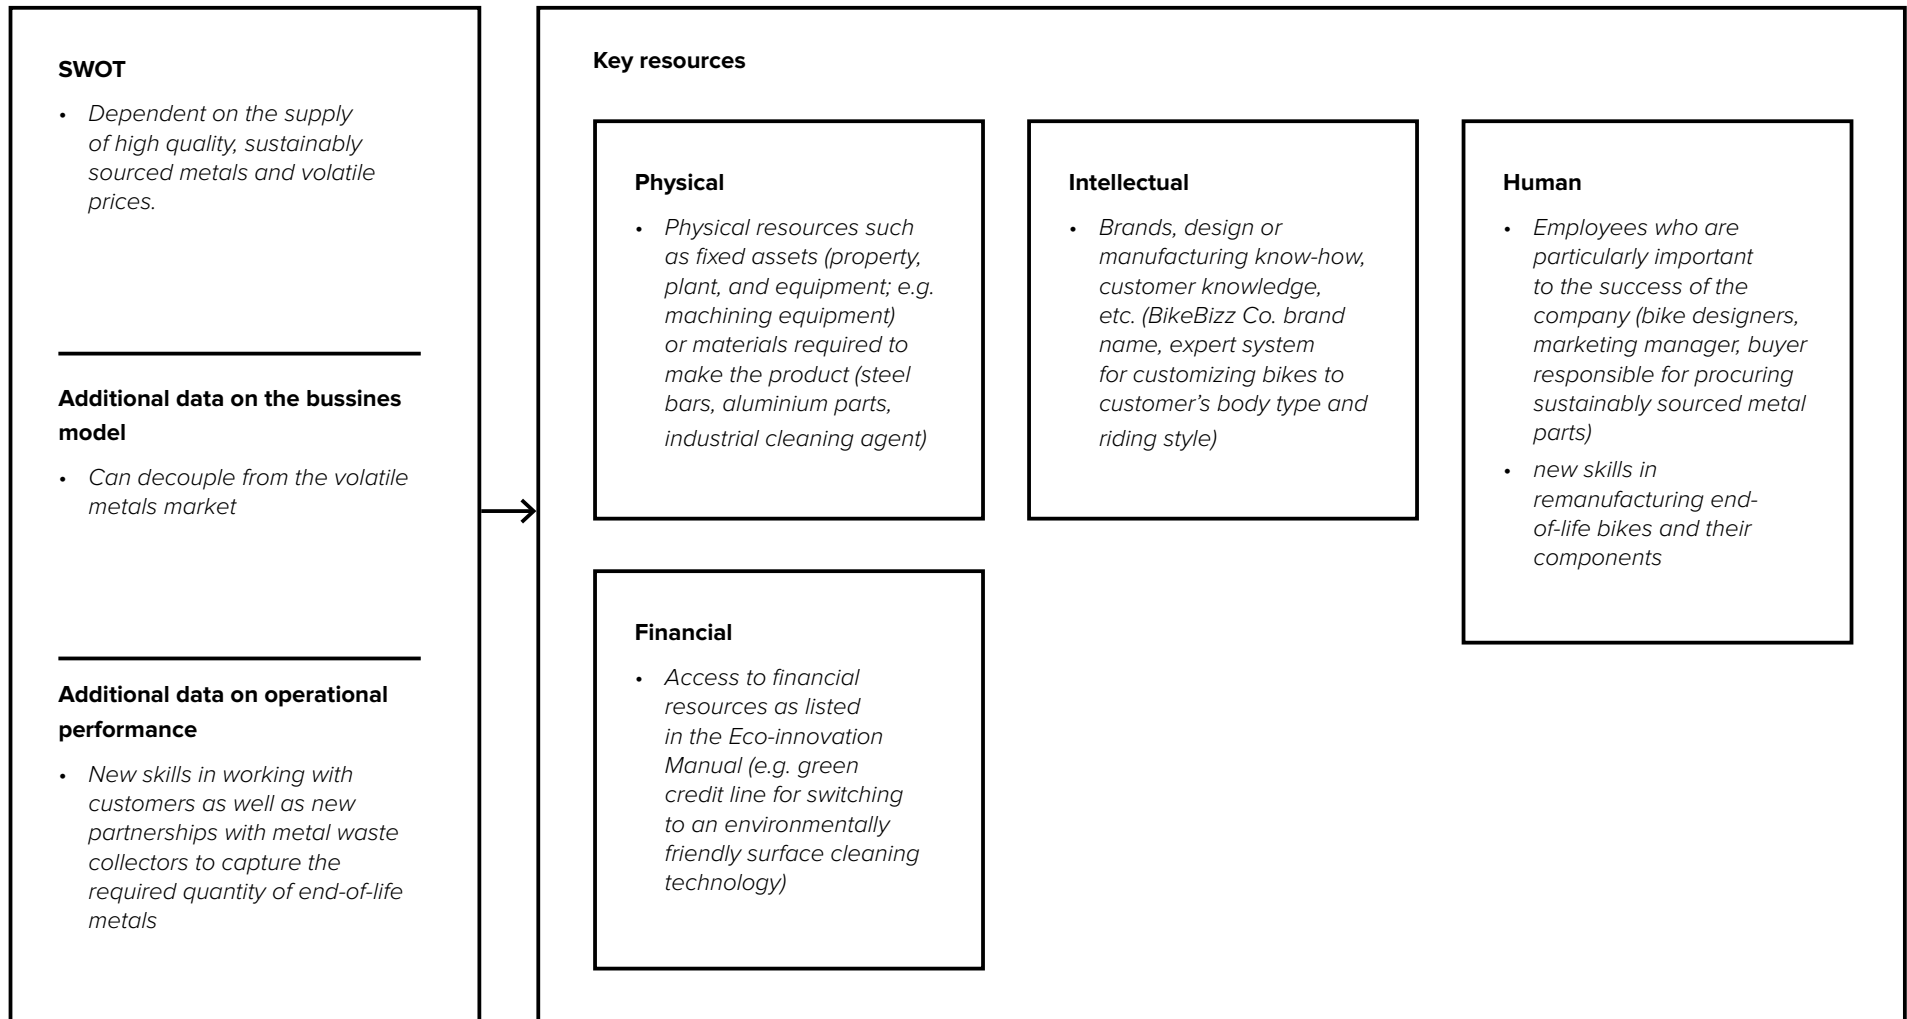 SWOT
• Dependent on the supply
of high quality, sustainably
sourced metals and volatile
prices.
Additional data on the bussines
model
• Can decouple from the volatile
metals market
Additional data on operational
performance
• New skills in working with
customers as well as new
partnerships with metal waste
collectors to capture the
required quantity of end-of-life
metals
Key resources
Physical
• Physical resources such
as fixed assets (property,
plant, and equipment; e.g.
machining equipment)
or materials required to
make the product (steel
bars, aluminium parts,
industrial cleaning agent)
Intellectual
• Brands, design or
manufacturing know-how,
customer knowledge,
etc. (BikeBizz Co. brand
name, expert system
for customizing bikes to
customer’s body type and
riding style)
Human
• Employees who are
particularly important
to the success of the
company (bike designers,
marketing manager, buyer
responsible for procuring
sustainably sourced metal
parts)
• new skills in
remanufacturing end-
of-life bikes and their
components
Financial
• Access to financial
resources as listed
in the Eco-innovation
Manual (e.g. green
credit line for switching
to an environmentally
friendly surface cleaning
technology)